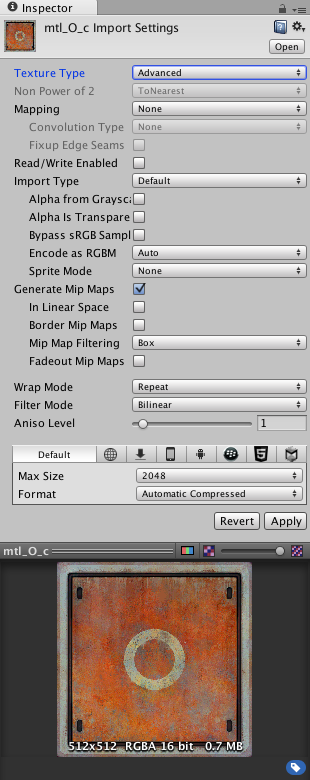 Inspector
mtl_O_c Import Settings
Open
Texture Type Advanced
Non Power of 2 ToNearest
Mapping None
Convolution Type None
Fixup Edge Seams
Read/Write Enabled
Import Type Default
Alpha from Graysca
Alpha Is Transpare
Bypass sRGB Sampl
Encode as RGBM Auto
Sprite Mode None
Generate Mip Maps
In Linear Space
Border Mip Maps
Mip Map Filtering Box
Fadeout Mip Maps
Wrap Mode Repeat
Filter Mode Bilinear
Aniso Level 1
Default
Max Size 2048
Format Automatic Compressed
Revert Apply
mtl_O_c
512x512 RGBA 16 bit 0.7 MB